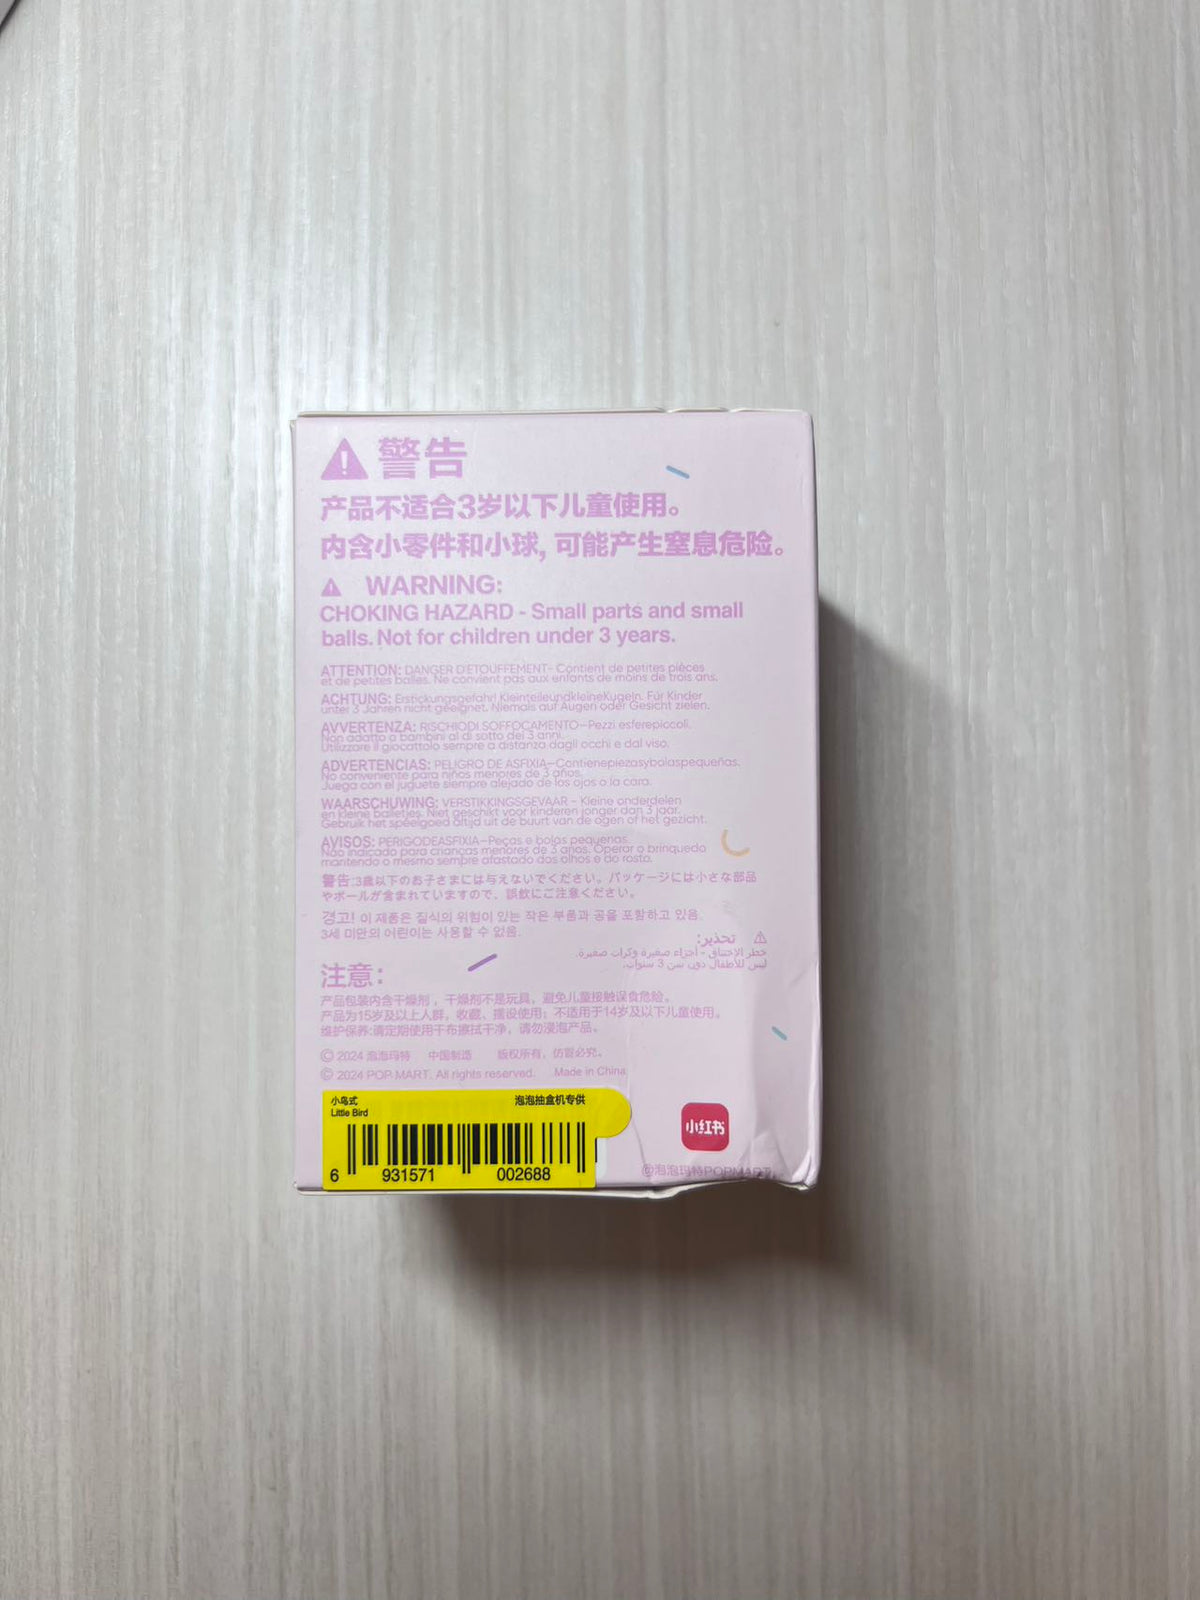 警告
产品不适合3岁以下儿童使用。
内含小零件和小球, 可能产生窒息危险。
WARNING:
CHOKING HAZARD - Small parts and small
balls. Not for children under 3 years.
ATTENTION: DANGER D'ETOUFFEMENT- Contient de petites pièces
et de petites balles. Ne convient pas aux enfants de moins de trois ans.
ACHTUNG: Erstickungsgefahr! KleinteileundkleineKugeln. Für Kinder
unter 3 Jahren nicht geeignet. Niemals auf Augen oder Gesicht zielen.
AVVERTENZA: RISCHIODI SOFFOCAMENTO-Pezzi esferepiccoli.
Non adatto a bambini al di sotto dei 3 anni.
Utilizzare il giocattolo sempre a distanza dagli occhi e dal viso.
ADVERTENCIAS: PELIGRO DE ASFIXIA-Contienepiezasybolaspequeñas.
No conveniente para niños menores de 3 años.
Juega con el juguete siempre alejado de los ojos o la cara.
WAARSCHUWING: VERSTIKKINGSGEVAAR - Kleine onderdelen
en kleine balletjes. Niet geschikt voor kinderen jonger dan 3 jaar.
Gebruik het speelgoed altijd uit de buurt van de ogen of het gezicht.
AVISOS: PERIGODEASFIXIA-Peças e bolas pequenas.
Não indicado para crianças menores de 3 anos. Operar o brinquedo
mantendo o mesmo sempre afastado dos olhos e do rosto.
警告:3歳以下のお子さまには与えないでください。パッケージには小さな部品
やボールが含まれていますので、誤飲にご注意ください。
경고! 이 제품은 질식의 위험이 있는 작은 부품과 공을 포함하고 있음.
3세 미만의 어린이는 사용할 수 없음.
تحذير:
خطر الاختناق - أجزاء صغيرة وكرات صغيرة.
ليس للأطفال دون سن 3 سنوات.
注意：
产品包装内含干燥剂，干燥剂不是玩具，避免儿童接触误食危险。
产品为15岁及以上人群，收藏、摆设使用；不适用于14岁及以下儿童使用。
维护保养:请定期使用干布擦拭干净，请勿浸泡产品。
© 2024 泡泡玛特 中国制造 版权所有，仿冒必究。
© 2024 POP MART. All rights reserved. Made in China
小鸟式 泡泡抽盒机专供
Little Bird
6 931571 002688
小红书
@泡泡玛特POPMART